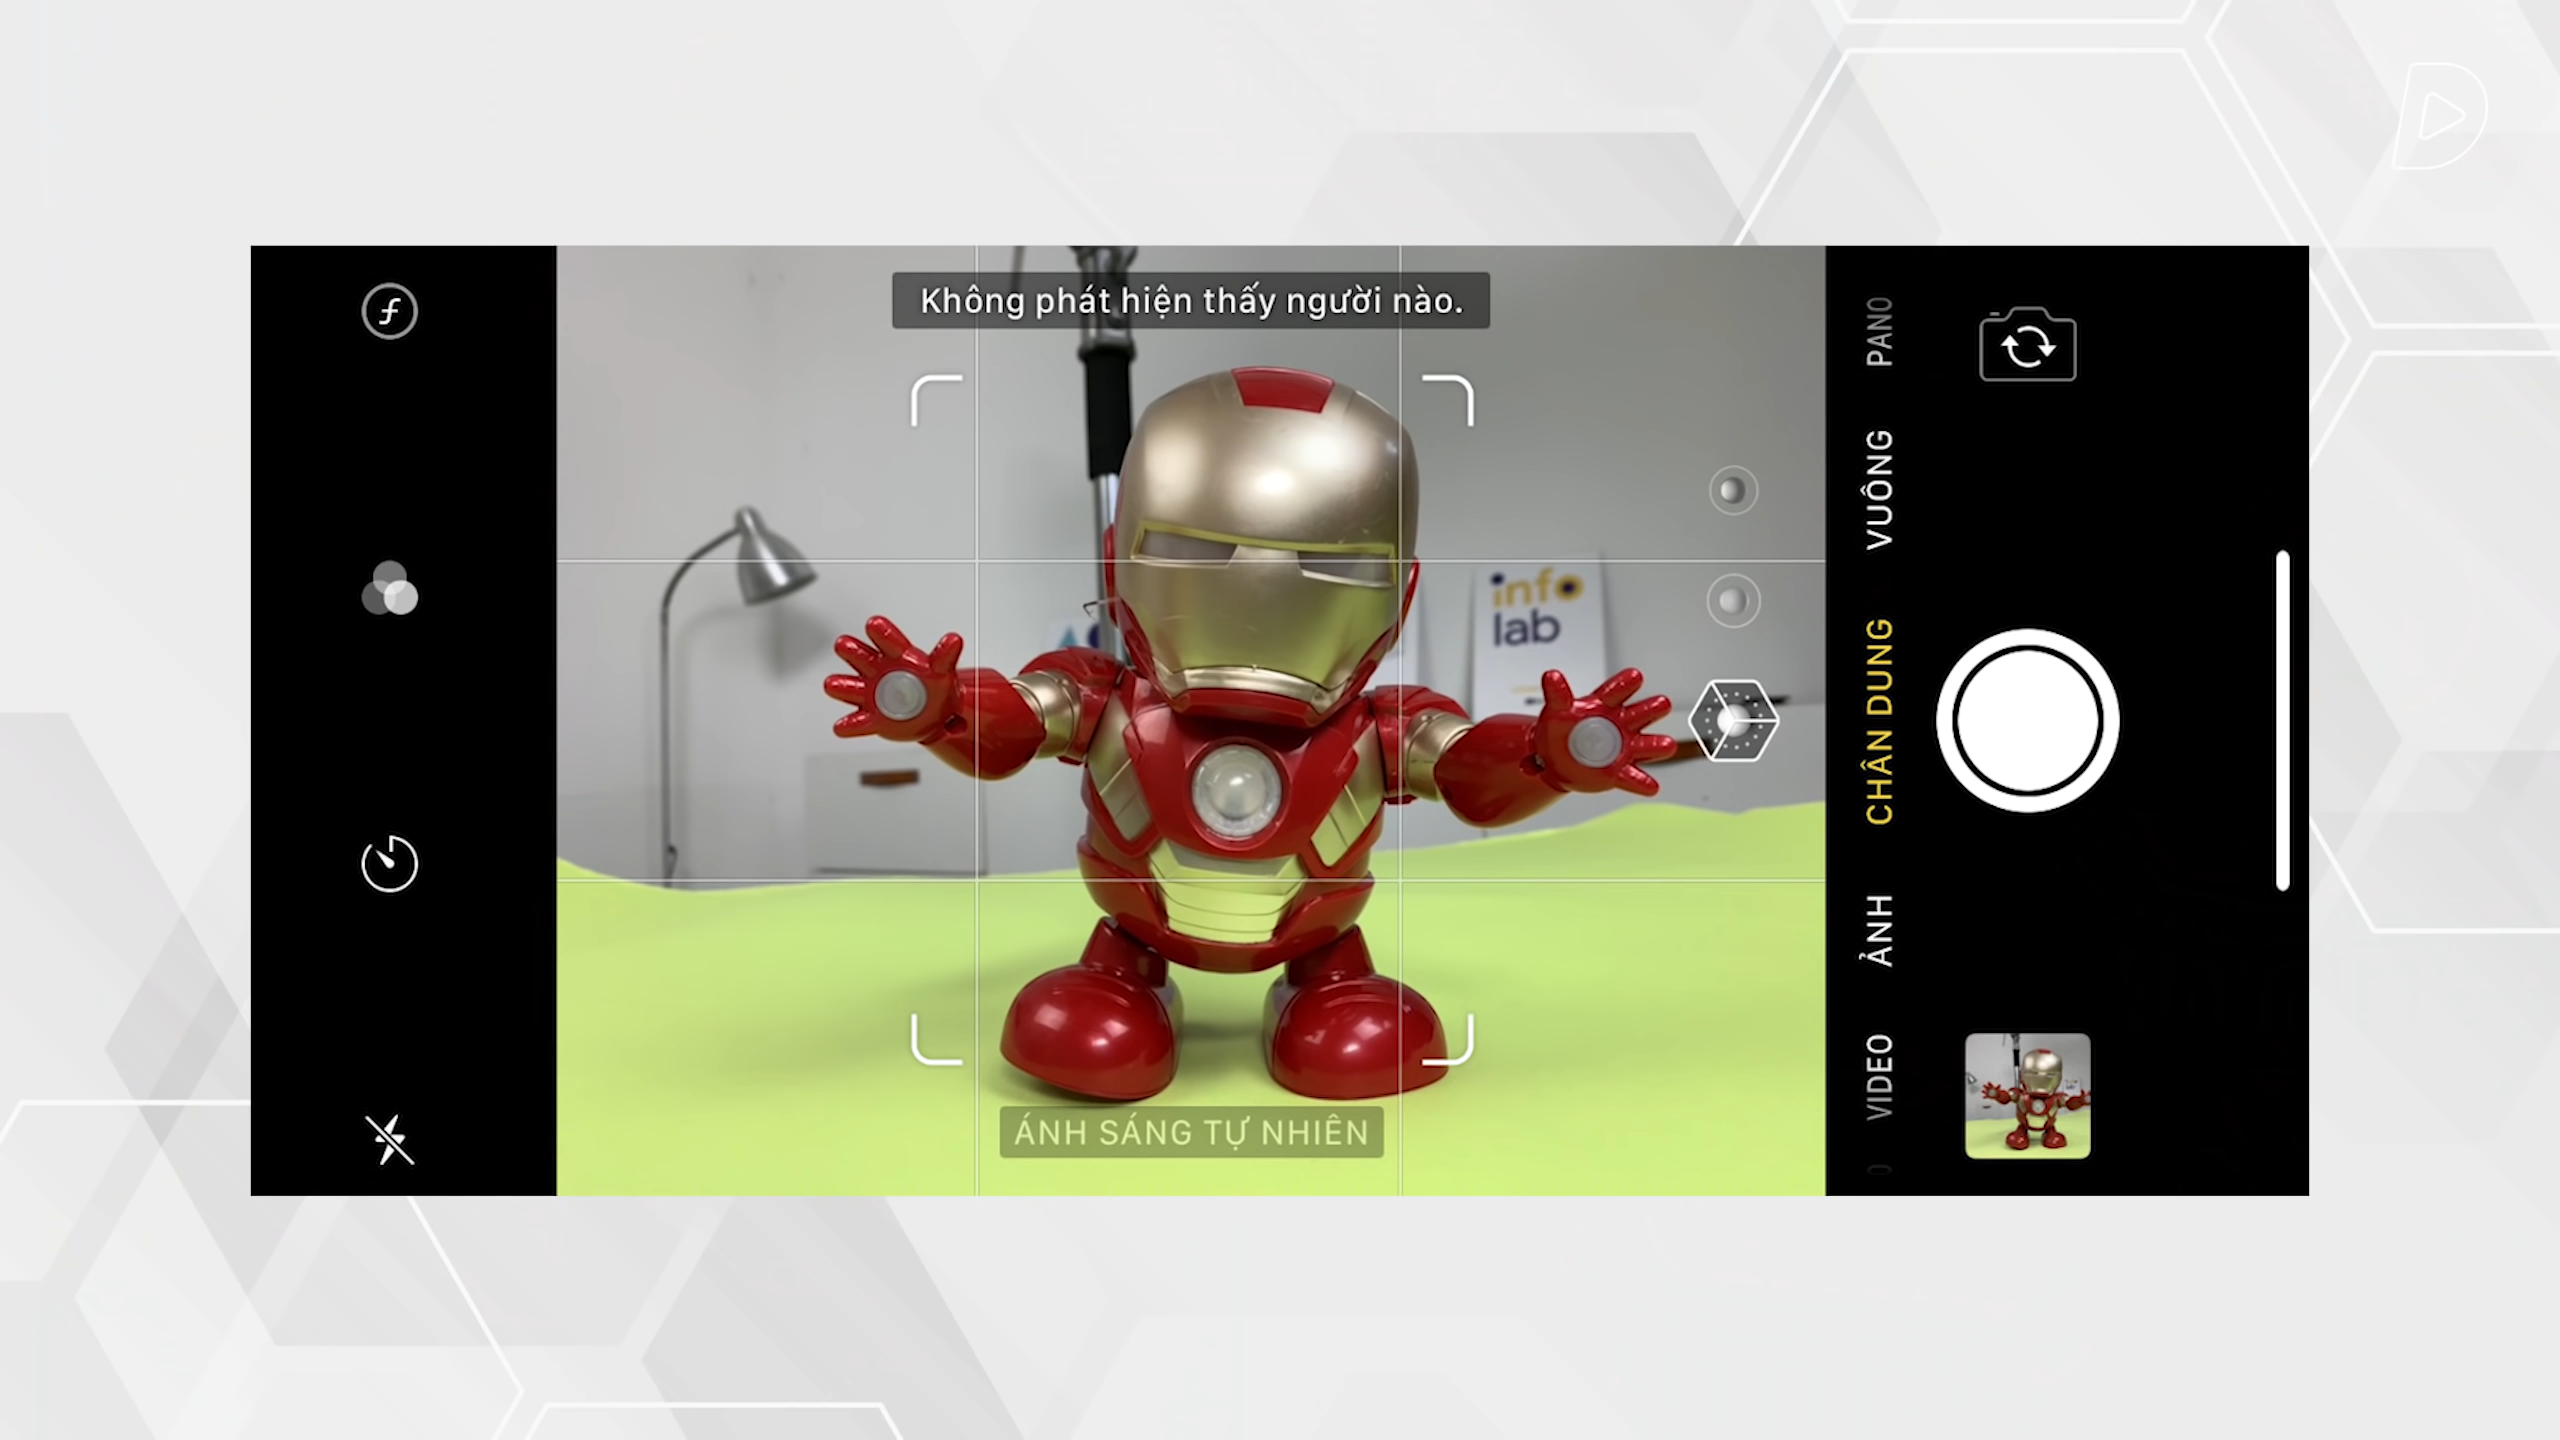 Không phát hiện thấy người nào.
info
lab
ÁNH SÁNG TỰ NHIÊN
PANO
VUÔNG
CHÂN DUNG
ẢNH
VIDEO